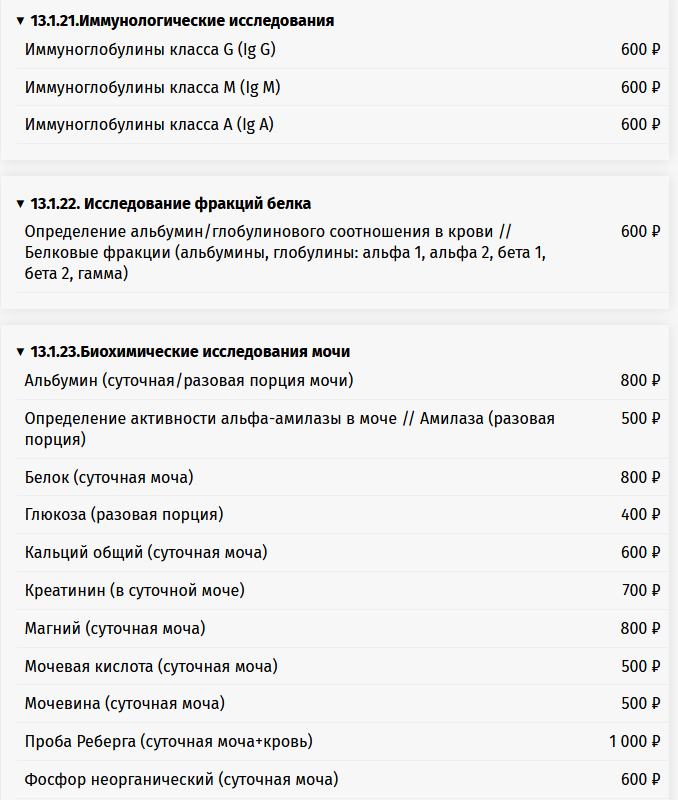 ▼ 13.1.21.Иммунологические исследования
Иммуноглобулины класса G (Ig G) 600 ₽
Иммуноглобулины класса M (Ig M) 600 ₽
Иммуноглобулины класса А (Ig A) 600 ₽
▼ 13.1.22. Исследование фракций белка
Определение альбумин/глобулинового соотношения в крови // 600 ₽
Белковые фракции (альбумины, глобулины: альфа 1, альфа 2, бета 1,
бета 2, гамма)
▼ 13.1.23.Биохимические исследования мочи
Альбумин (суточная/разовая порция мочи) 800 ₽
Определение активности альфа-амилазы в моче // Амилаза (разовая 500 ₽
порция)
Белок (суточная моча) 800 ₽
Глюкоза (разовая порция) 400 ₽
Кальций общий (суточная моча) 600 ₽
Креатинин (в суточной моче) 700 ₽
Магний (суточная моча) 800 ₽
Мочевая кислота (суточная моча) 500 ₽
Мочевина (суточная моча) 500 ₽
Проба Реберга (суточная моча+кровь) 1 000 ₽
Фосфор неорганический (суточная моча) 600 ₽